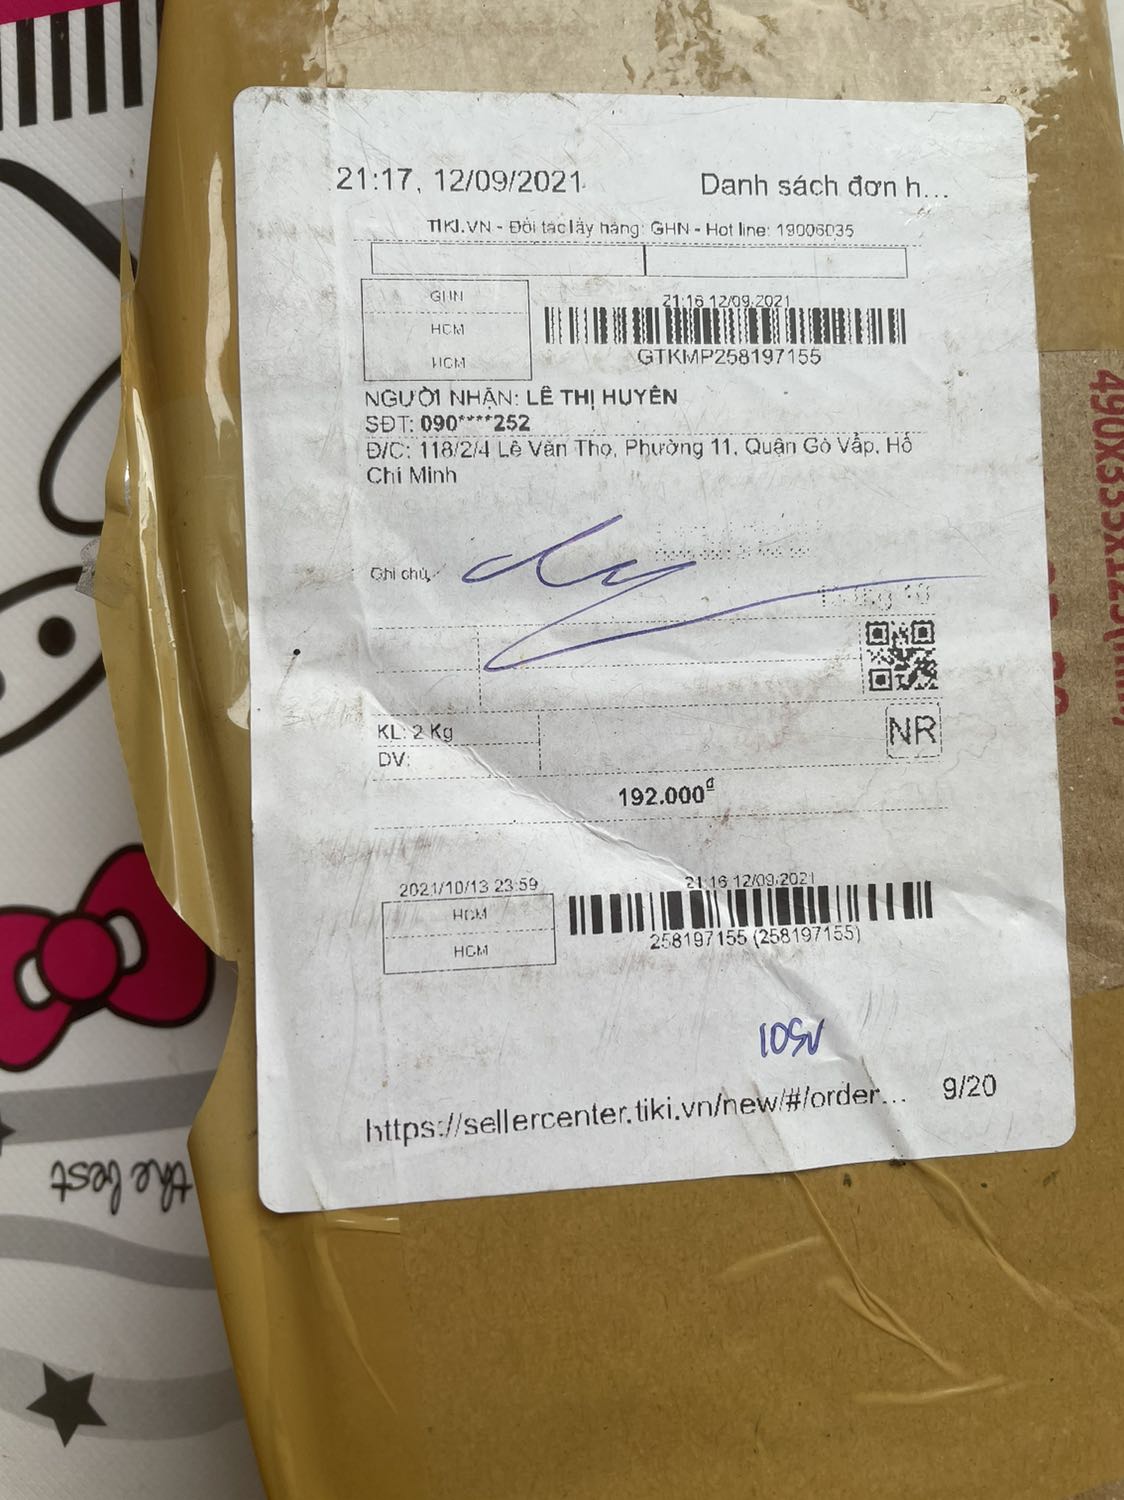 21:17, 12/09/2021
Danh sách đơn h...
TIKI.VN - Đối tác lấy hàng: GHN - Hot line: 19006035
GHN
HCM
HCM
21:16 12/09/2021
GTKMP258197155
NGƯỜI NHẬN: LÊ THỊ HUYÊN
SĐT: 090****252
Đ/C: 118/2/4 Lê Văn Thọ, Phường 11, Quận Gò Vấp, Hồ
Chí Minh
Ghi chú:
KL: 2 Kg
DV:
NR
192.000đ
2021/10/13 23:59
HCM
HCM
21:16 12/09/2021
258197155 (258197155)
https://sellercenter.tiki.vn/new/#/order...
9/20
490X355X125(mm)
the best